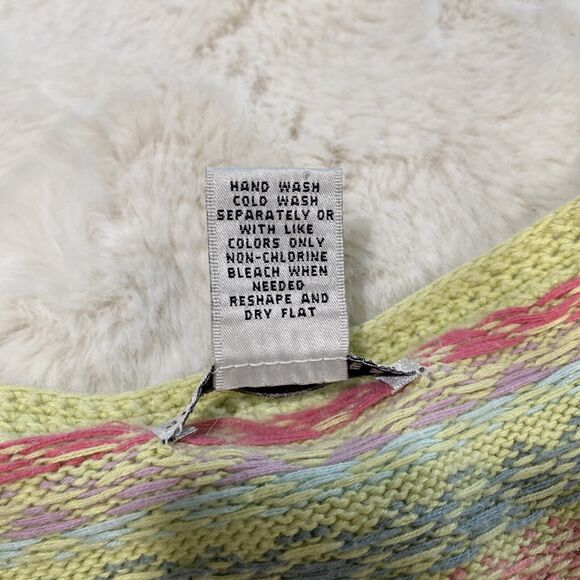 HAND WASH
COLD WASH
SEPARATELY OR
WITH LIKE
COLORS ONLY
NON-CHLORINE
BLEACH WHEN
NEEDED
RESHAPE AND
DRY FLAT